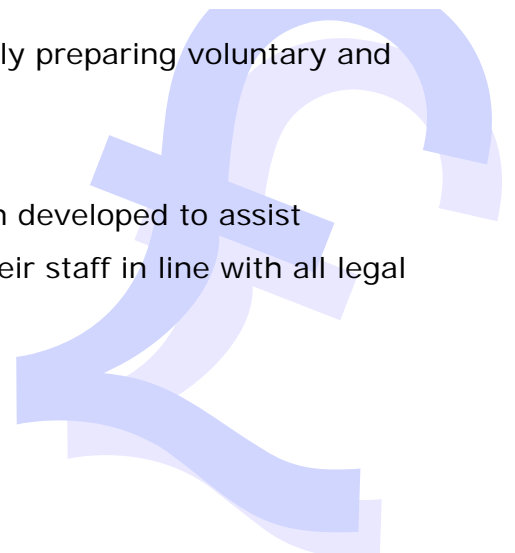 ly preparing voluntary and
n developed to assist
eir staff in line with all legal
£